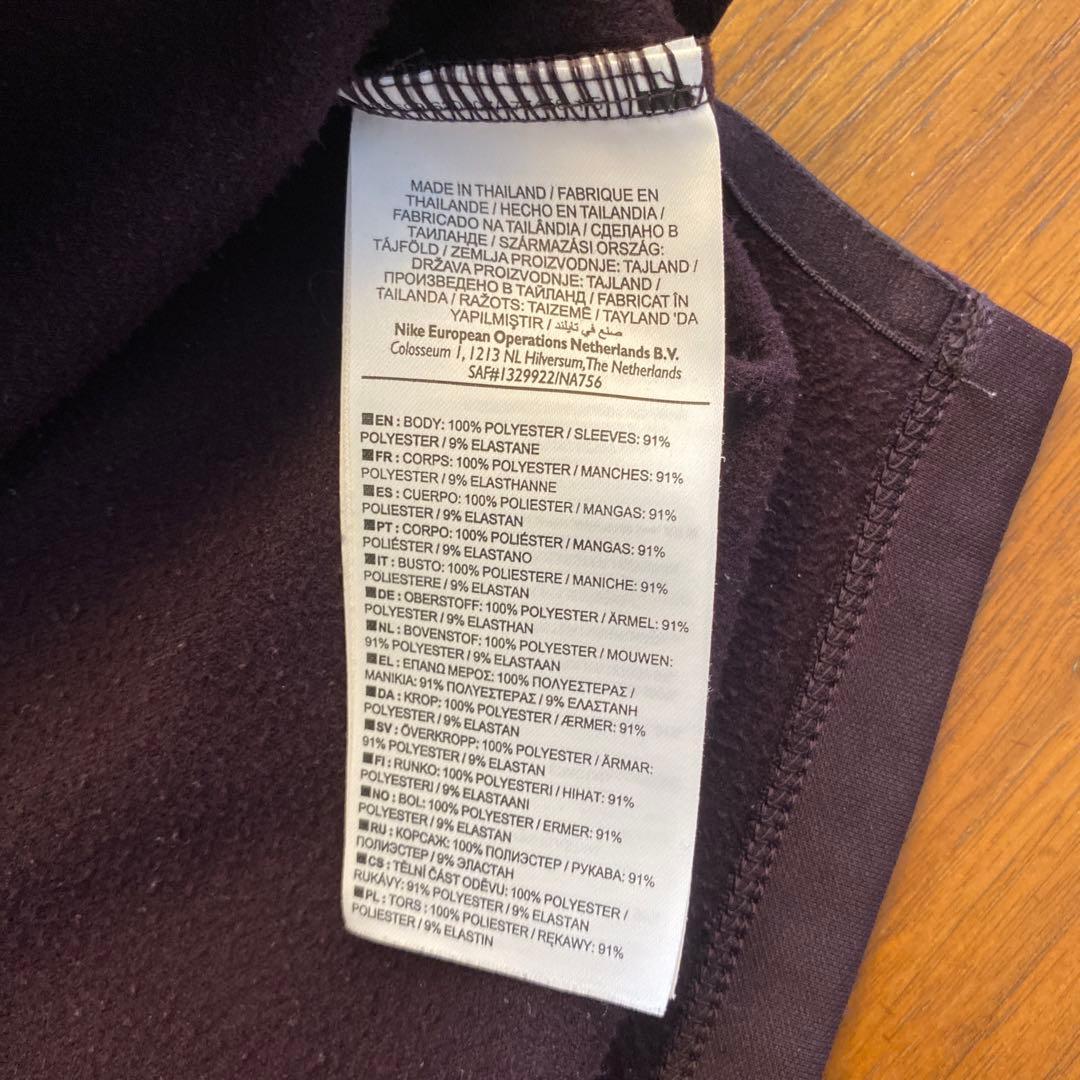 MADE IN THAILAND / FABRIQUE EN
THAILANDE / HECHO EN TAILANDIA /
FABRICADO NA TAILÂNDIA / СДЕЛАНО В
ТАИЛАНДЕ / SZÁRMAZÁSI ORSZÁG:
TÁJFÖLD / ZEMLJA PROIZVODNJE: TAJLAND /
DRŽAVA PROIZVODNJE: TAJLAND /
ПРОИЗВЕДЕНО В ТАЙЛАНД / FABRICAT ÎN
TAILANDA / RAŽOTS: TAIZEMĒ / TAYLAND 'DA
YAPILMIŞTIR / صنع في تايلند
Nike European Operations Netherlands B.V.
Colosseum 1, 1213 NL Hilversum, The Netherlands
SAF#1329922/NA756
EN : BODY: 100% POLYESTER / SLEEVES: 91%
POLYESTER / 9% ELASTANE
FR : CORPS: 100% POLYESTER / MANCHES: 91%
POLYESTER / 9% ELASTHANNE
ES : CUERPO: 100% POLIESTER / MANGAS: 91%
POLIESTER / 9% ELASTAN
PT : CORPO: 100% POLIÉSTER / MANGAS: 91%
POLIÉSTER / 9% ELASTANO
IT : BUSTO: 100% POLIESTERE / MANICHE: 91%
POLIESTERE / 9% ELASTAN
DE : OBERSTOFF: 100% POLYESTER / ÄRMEL: 91%
POLYESTER / 9% ELASTHAN
NL : BOVENSTOF: 100% POLYESTER / MOUWEN:
91% POLYESTER / 9% ELASTAAN
EL : ΕΠΑΝΩ ΜΕΡΟΣ: 100% ΠΟΛΥΕΣΤΕΡΑΣ /
ΜΑΝΙΚΙΑ: 91% ΠΟΛΥΕΣΤΕΡΑΣ / 9% ΕΛΑΣΤΑΝΗ
DA : KROP: 100% POLYESTER / ÆRMER: 91%
POLYESTER / 9% ELASTAN
SV : ÖVERKROPP: 100% POLYESTER / ÄRMAR:
91% POLYESTER / 9% ELASTAN
FI : RUNKO: 100% POLYESTERI / HIHAT: 91%
POLYESTERI / 9% ELASTAANI
NO : BOL: 100% POLYESTER / ERMER: 91%
POLYESTER / 9% ELASTAN
RU : КОРСАЖ: 100% ПОЛИЭСТЕР / РУКАВА: 91%
ПОЛИЭСТЕР / 9% ЭЛАСТАН
CS : TĚLNÍ ČÁST ODĚVU: 100% POLYESTER /
RUKÁVY: 91% POLYESTER / 9% ELASTAN
PL : TORS : 100% POLIESTER / RĘKAWY: 91%
POLIESTER / 9% ELASTIN